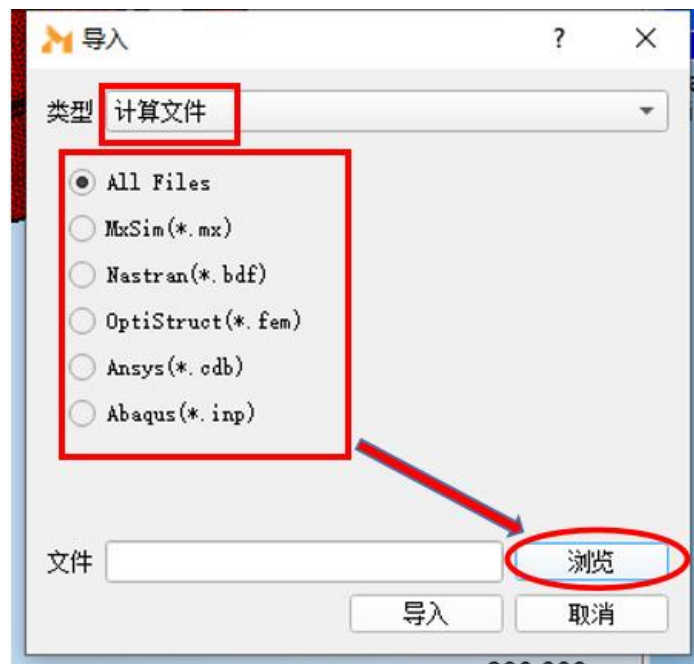 导入 ?
类型 计算文件
All Files
MxSim(*.mx)
Nastran(*.bdf)
OptiStruct(*.fem)
Ansys(*.cdb)
Abaqus(*.inp)
文件 浏览
导入 取消